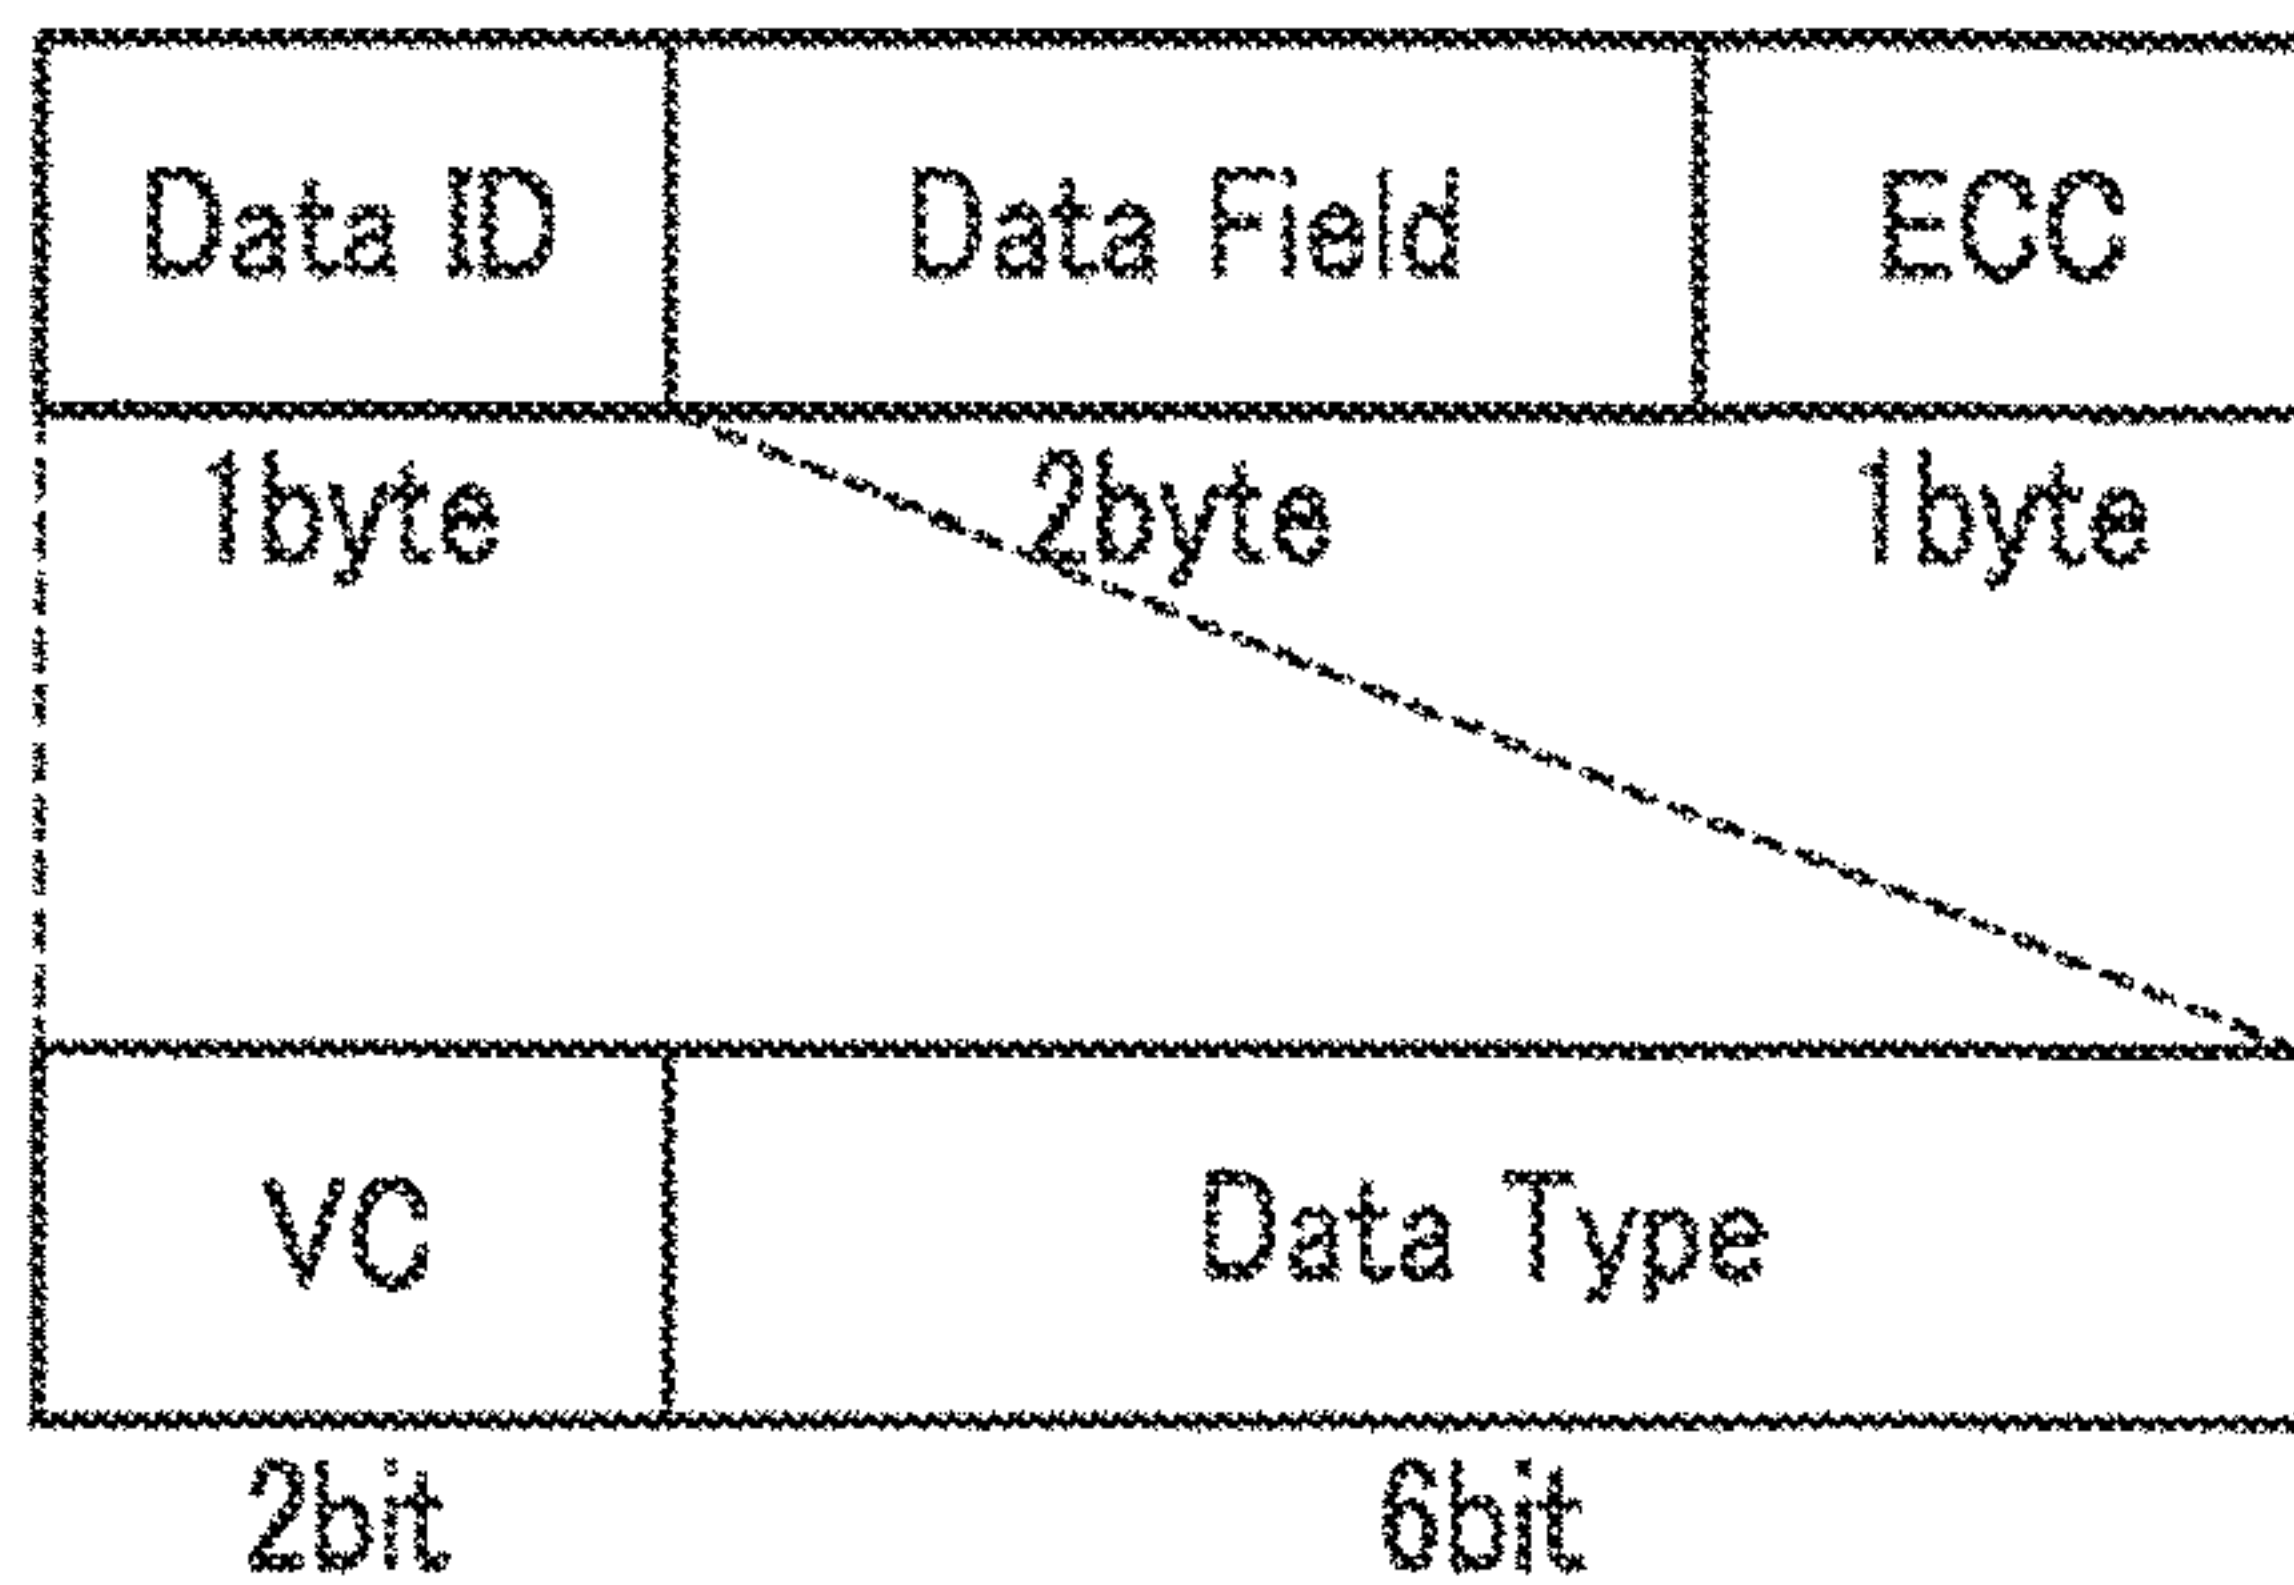 Data ID Data Field ECC
1byte 2byte 1byte
VC Data Type
2bit 6bit